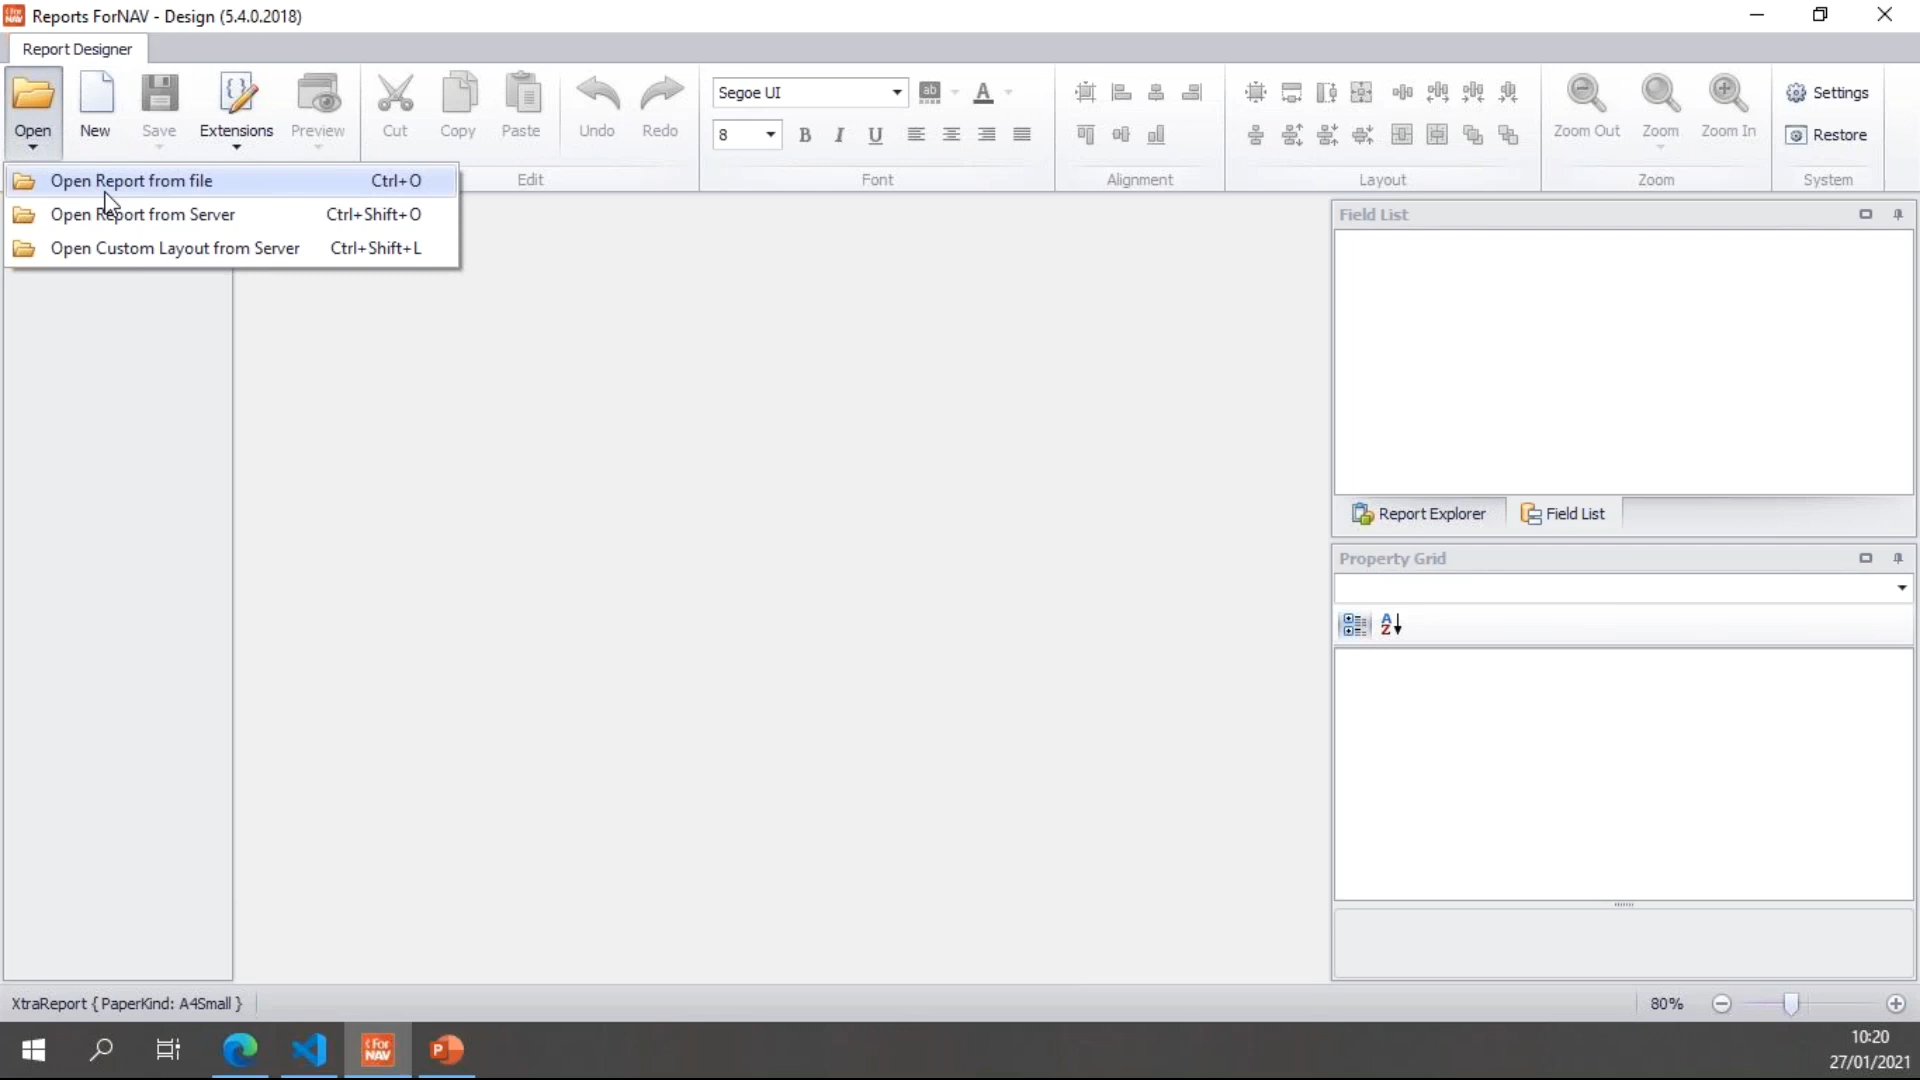 Reports ForNAV - Design (5.4.0.2018)
Report Designer
Open
New
Save
Extensions
Preview
Cut
Copy
Paste
Undo
Redo
Segoe UI
8
B I U
Zoom Out
Zoom
Zoom In
Settings
Restore
Edit
Font
Alignment
Layout
Zoom
System
Open Report from file Ctrl+O
Open Report from Server Ctrl+Shift+O
Open Custom Layout from Server Ctrl+Shift+L
Field List
Report Explorer
Field List
Property Grid
XtraReport { PaperKind: A4Small }
80%
10:20
27/01/2021